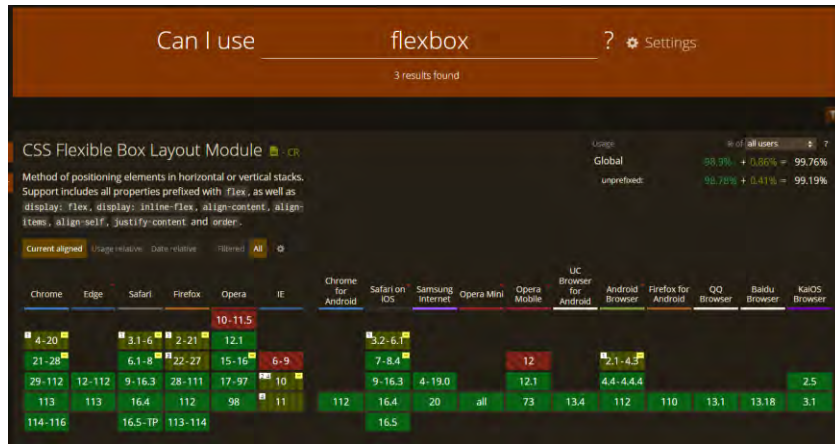 Can I use flexbox ? Settings
3 results found
CSS Flexible Box Layout Module - CR
Usage % of all users ?
Global 98.9% + 0.86% = 99.76%
unprefixed: 98.78% + 0.41% = 99.19%
Method of positioning elements in horizontal or vertical stacks.
Support includes all properties prefixed with flex, as well as
display: flex, display: inline-flex, align-content, align-
items, align-self, justify-content and order.
Current aligned Usage relative Date relative Filtered All
Chrome Edge Safari Firefox Opera IE Chrome for Android Safari on iOS Samsung Internet Opera Mini Opera Mobile UC Browser for Android Android Browser Firefox for Android QQ Browser Baidu Browser KaiOS Browser
10-11.5
4-20 3.1-6 2-21 12.1 3.2-6.1
21-28 6.1-8 22-27 15-16 6-9 7-8.4 12 2.1-4.3
29-112 12-112 9-16.3 28-111 17-97 10 9-16.3 4-19.0 12.1 4.4-4.4.4 2.5
113 113 16.4 112 98 11 112 16.4 20 all 73 13.4 112 110 13.1 13.18 3.1
114-116 16.5-TP 113-114 16.5